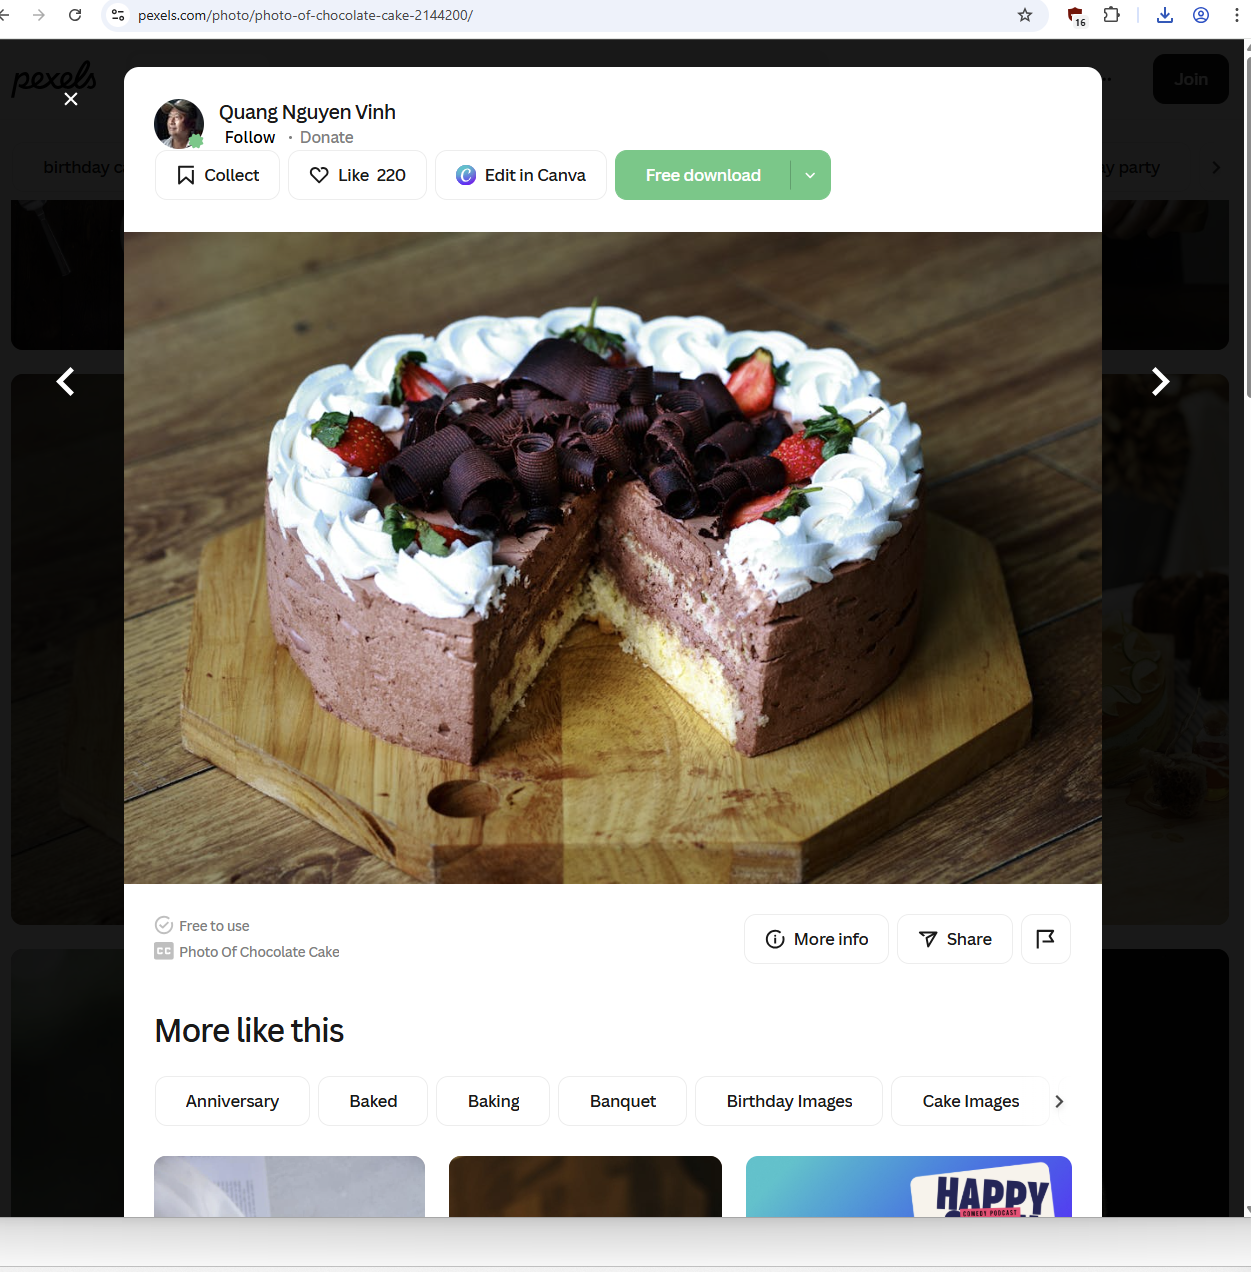 pexels.com/photo/photo-of-chocolate-cake-2144200/
16
pexels
Join
Quang Nguyen Vinh
Follow · Donate
birthday
party
Collect
Like 220
Edit in Canva
Free download
Free to use
CC Photo Of Chocolate Cake
More info
Share
More like this
Anniversary
Baked
Baking
Banquet
Birthday Images
Cake Images
HAPPY
COMEDY PODCAST